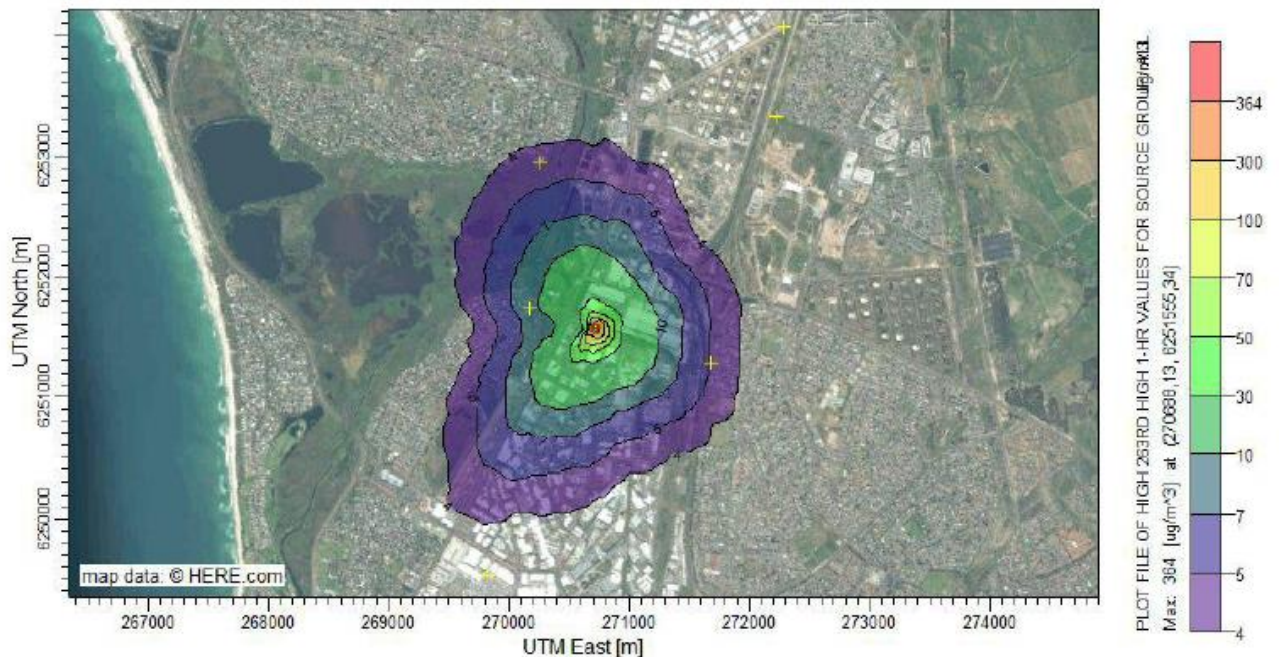 6253000
6252000
6251000
6250000
UTM North [m]
map data: © HERE.com
10
267000 268000 269000 270000 271000 272000 273000 274000
UTM East [m]
PLOT FILE OF HIGH 263RD HIGH 1-HR VALUES FOR SOURCE GROUP:
Max: 364 [ug/m^3] at (270688,13, 6251555,34)
364
300
100
70
50
30
10
7
5
4